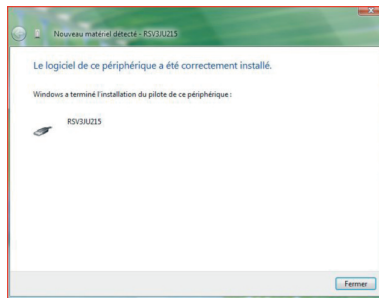 Nouveau matériel détecté - RSV3JU215
Le logiciel de ce périphérique a été correctement installé.
Windows a terminé l'installation du pilote de ce périphérique :
RSV3JU215
Fermer